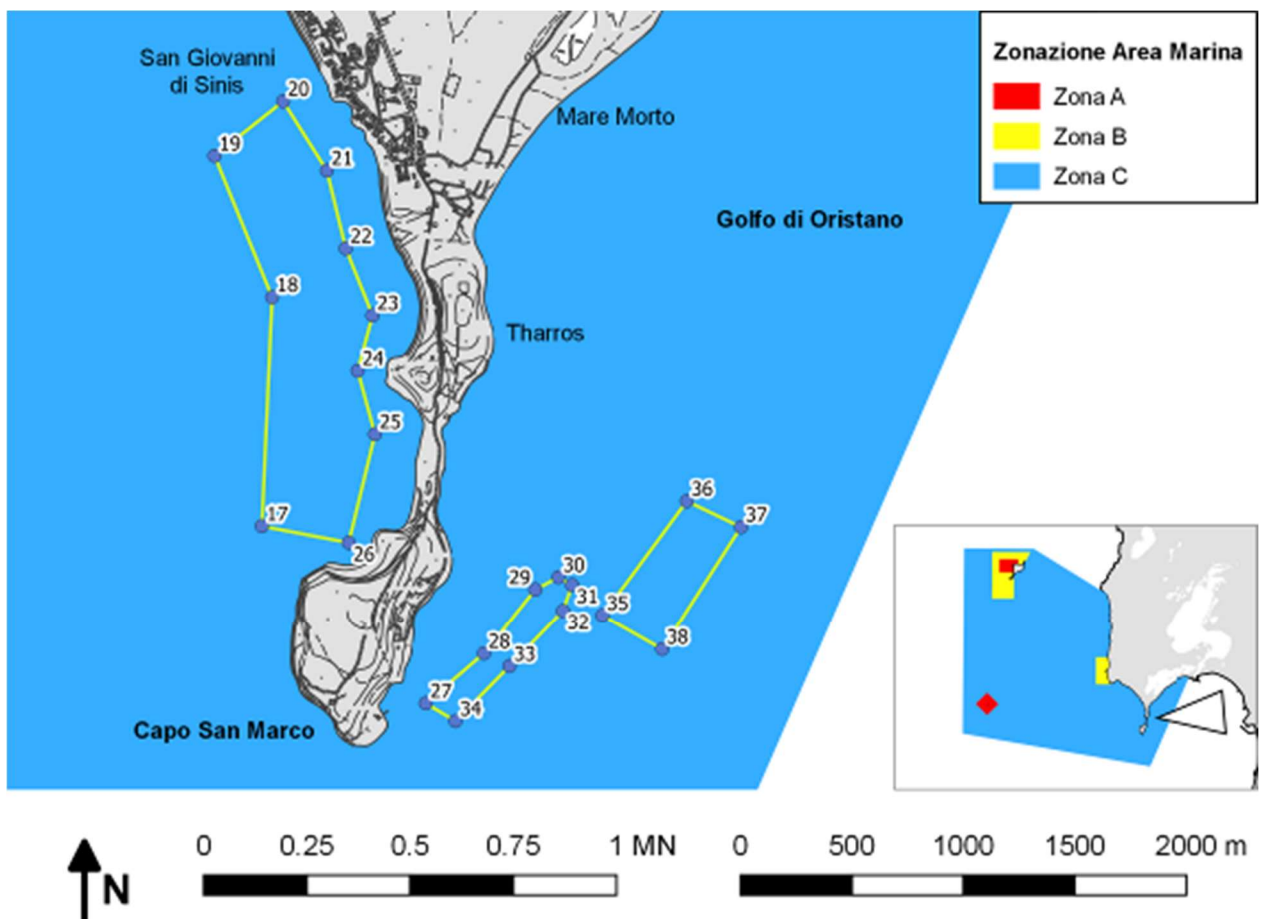 San Giovanni
di Sinis
20
19
21
22
18
23
24
25
17
26
Mare Morto
Golfo di Oristano
Tharros
36
37
30
29
31
35
32
28
33
38
27
34
Capo San Marco
Zonazione Area Marina
Zona A
Zona B
Zona C
N
0 0.25 0.5 0.75 1 MN
0 500 1000 1500 2000 m